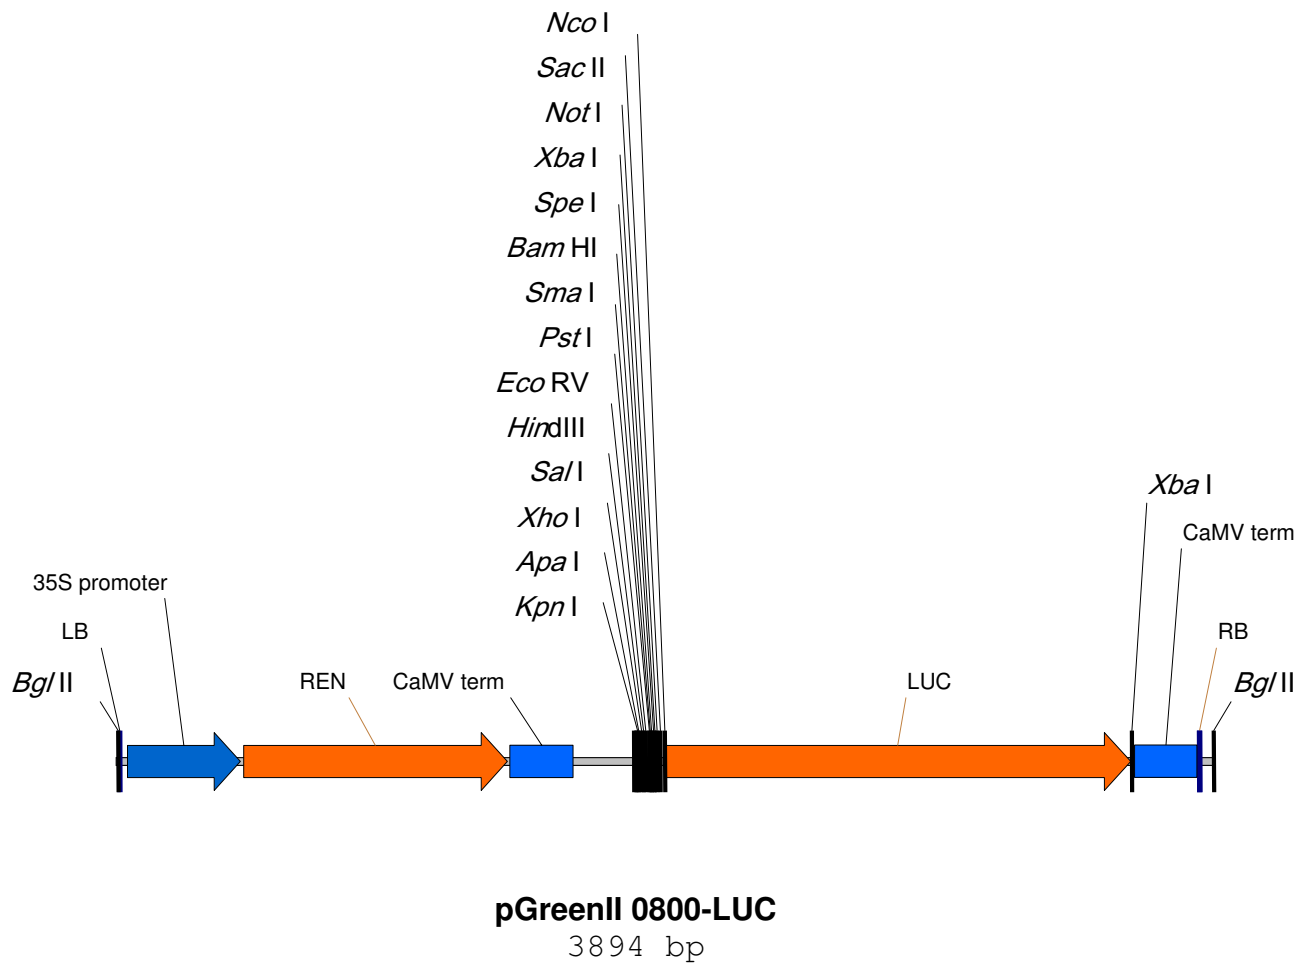 Nco I
Sac II
Not I
Xba I
Spe I
Bam HI
Sma I
Pst I
Eco RV
HindIII
Sal I
Xba I
Xho I
CaMV term
Apa I
35S promoter
Kpn I
LB
RB
Bgl II
REN
CaMV term
LUC
Bgl II
pGreenII 0800-LUC
3894 bp